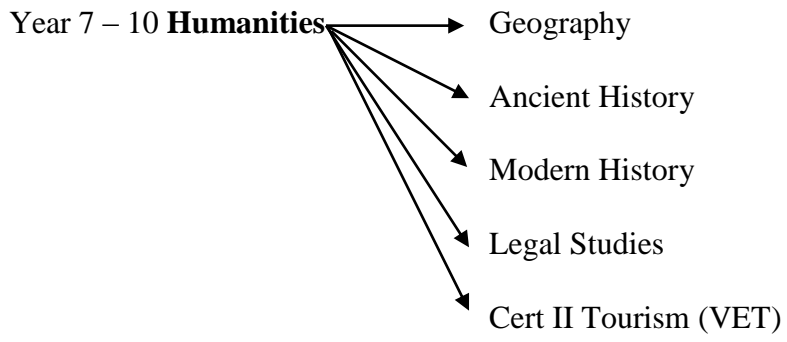 Year 7 – 10 Humanities Geography
Ancient History
Modern History
Legal Studies
Cert II Tourism (VET)